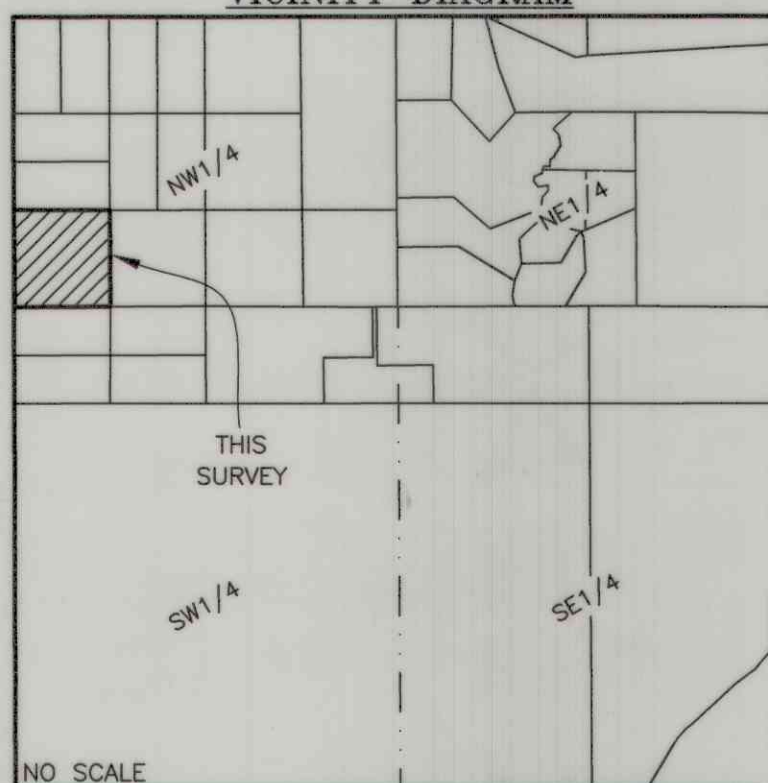 VICINITY DIAGRAM
NW1/4
NE1/4
THIS
SURVEY
SW1/4
SE1/4
NO SCALE